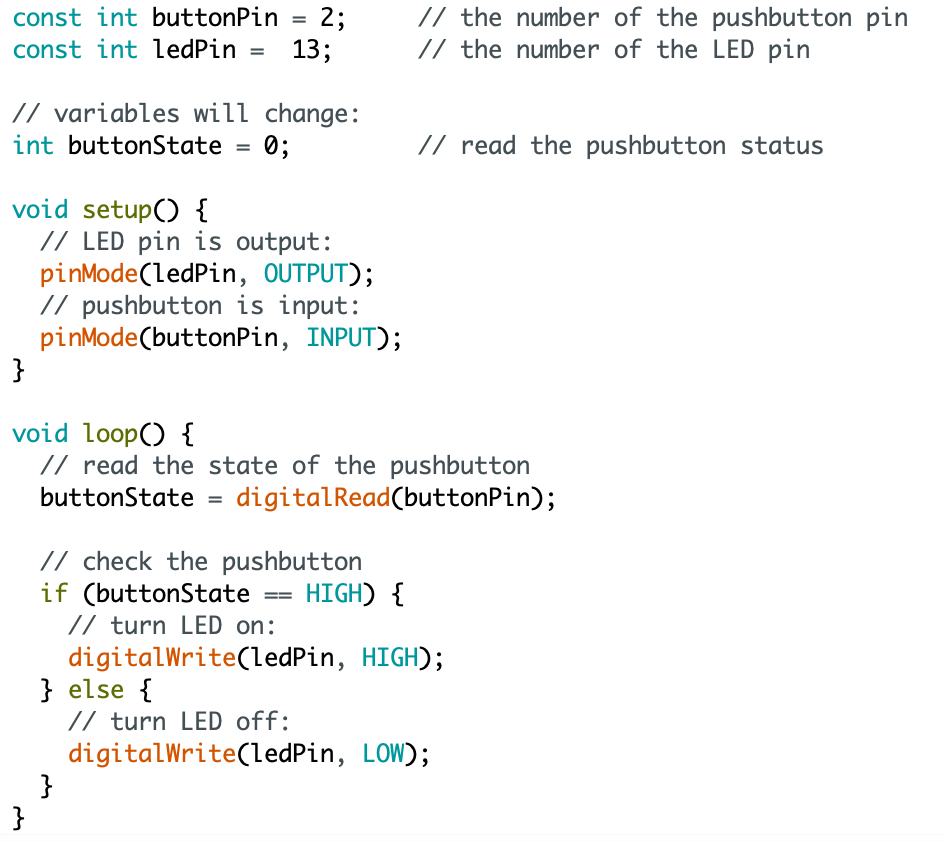 const int buttonPin = 2;     // the number of the pushbutton pin
const int ledPin =  13;      // the number of the LED pin

// variables will change:
int buttonState = 0;         // read the pushbutton status

void setup() {
  // LED pin is output:
  pinMode(ledPin, OUTPUT);
  // pushbutton is input:
  pinMode(buttonPin, INPUT);
}

void loop() {
  // read the state of the pushbutton
  buttonState = digitalRead(buttonPin);

  // check the pushbutton
  if (buttonState == HIGH) {
    // turn LED on:
    digitalWrite(ledPin, HIGH);
  } else {
    // turn LED off:
    digitalWrite(ledPin, LOW);
  }
}